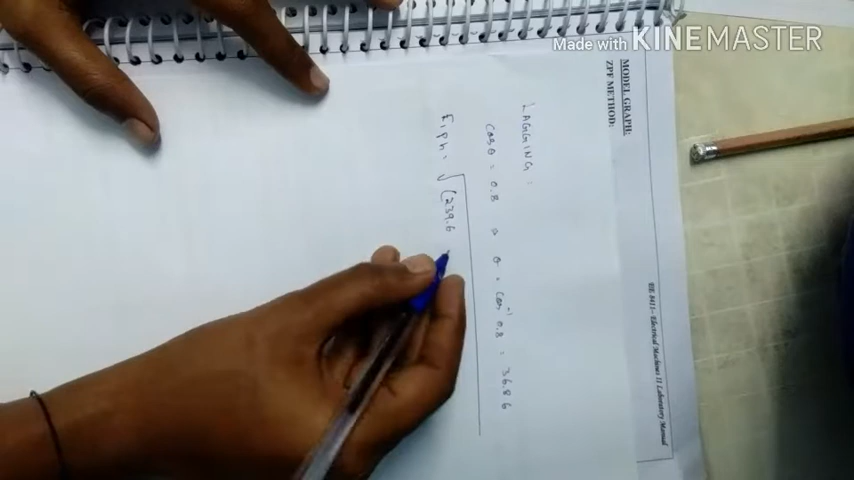 Made with KINEMASTER
EE 8411- Electrical Machines II Laboratory Manual
MODEL GRAPH:
ZPF METHOD:
LAGGING :
Cosθ = 0.8 ⇒ θ = Cos⁻¹ 0.8 = 36.86
E1ph = √(239.6